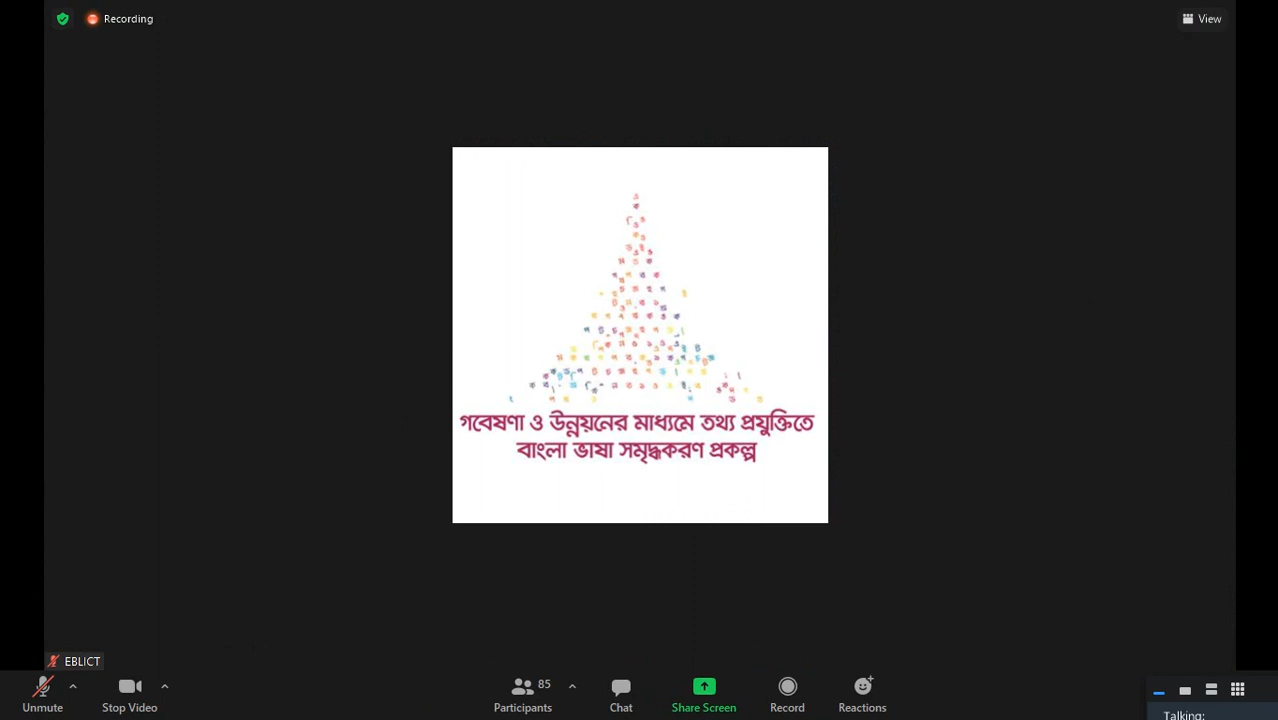 Recording
View
গবেষণা ও উন্নয়নের মাধ্যমে তথ্য প্রযুক্তিতে
বাংলা ভাষা সমৃদ্ধকরণ প্রকল্প
EBLICT
85
Unmute
Stop Video
Participants
Chat
Share Screen
Record
Reactions
Talking: